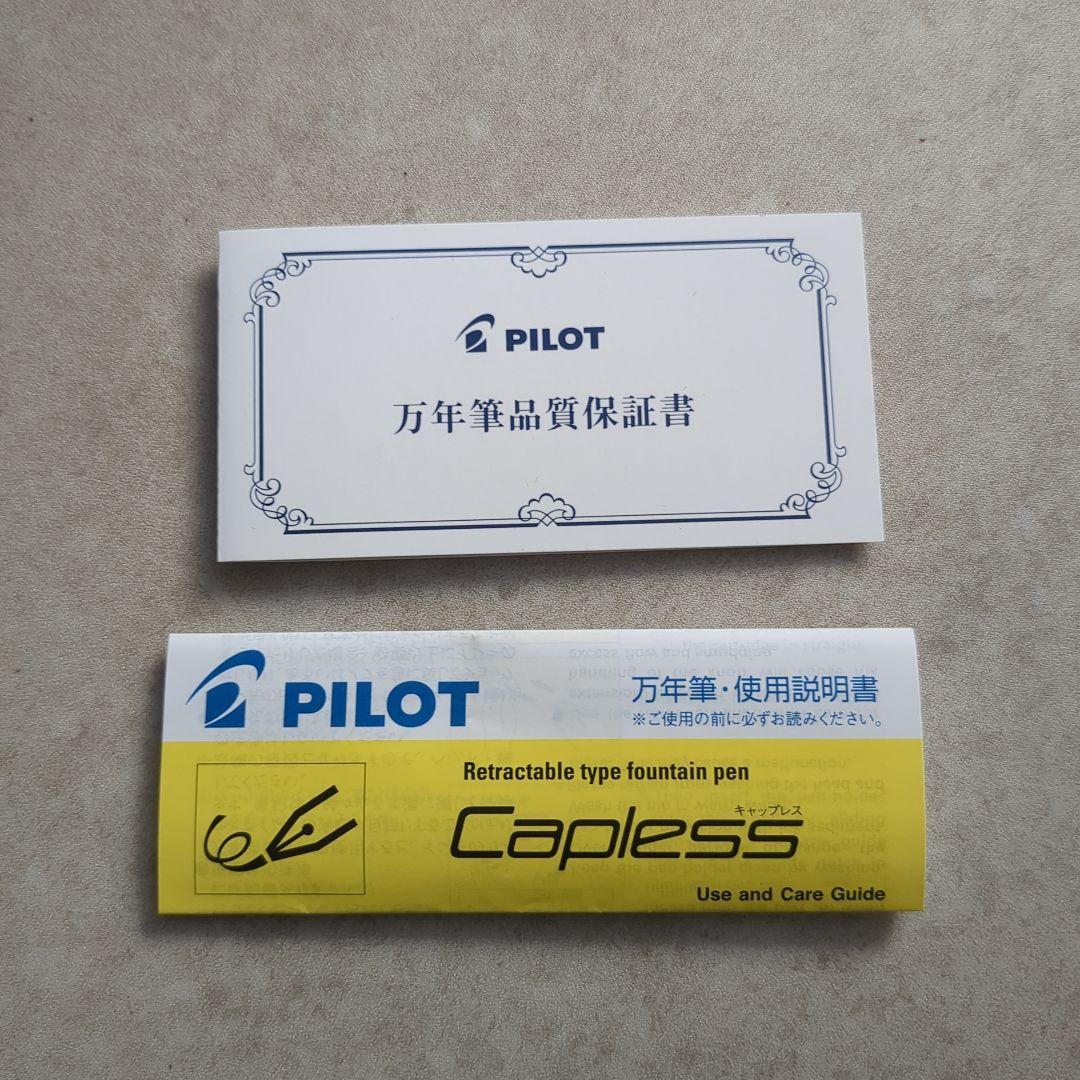 PILOT
万年筆品質保証書
PILOT
万年筆・使用説明書
※ご使用の前に必ずお読みください。
Retractable type fountain pen
キャップレス
Capless
Use and Care Guide